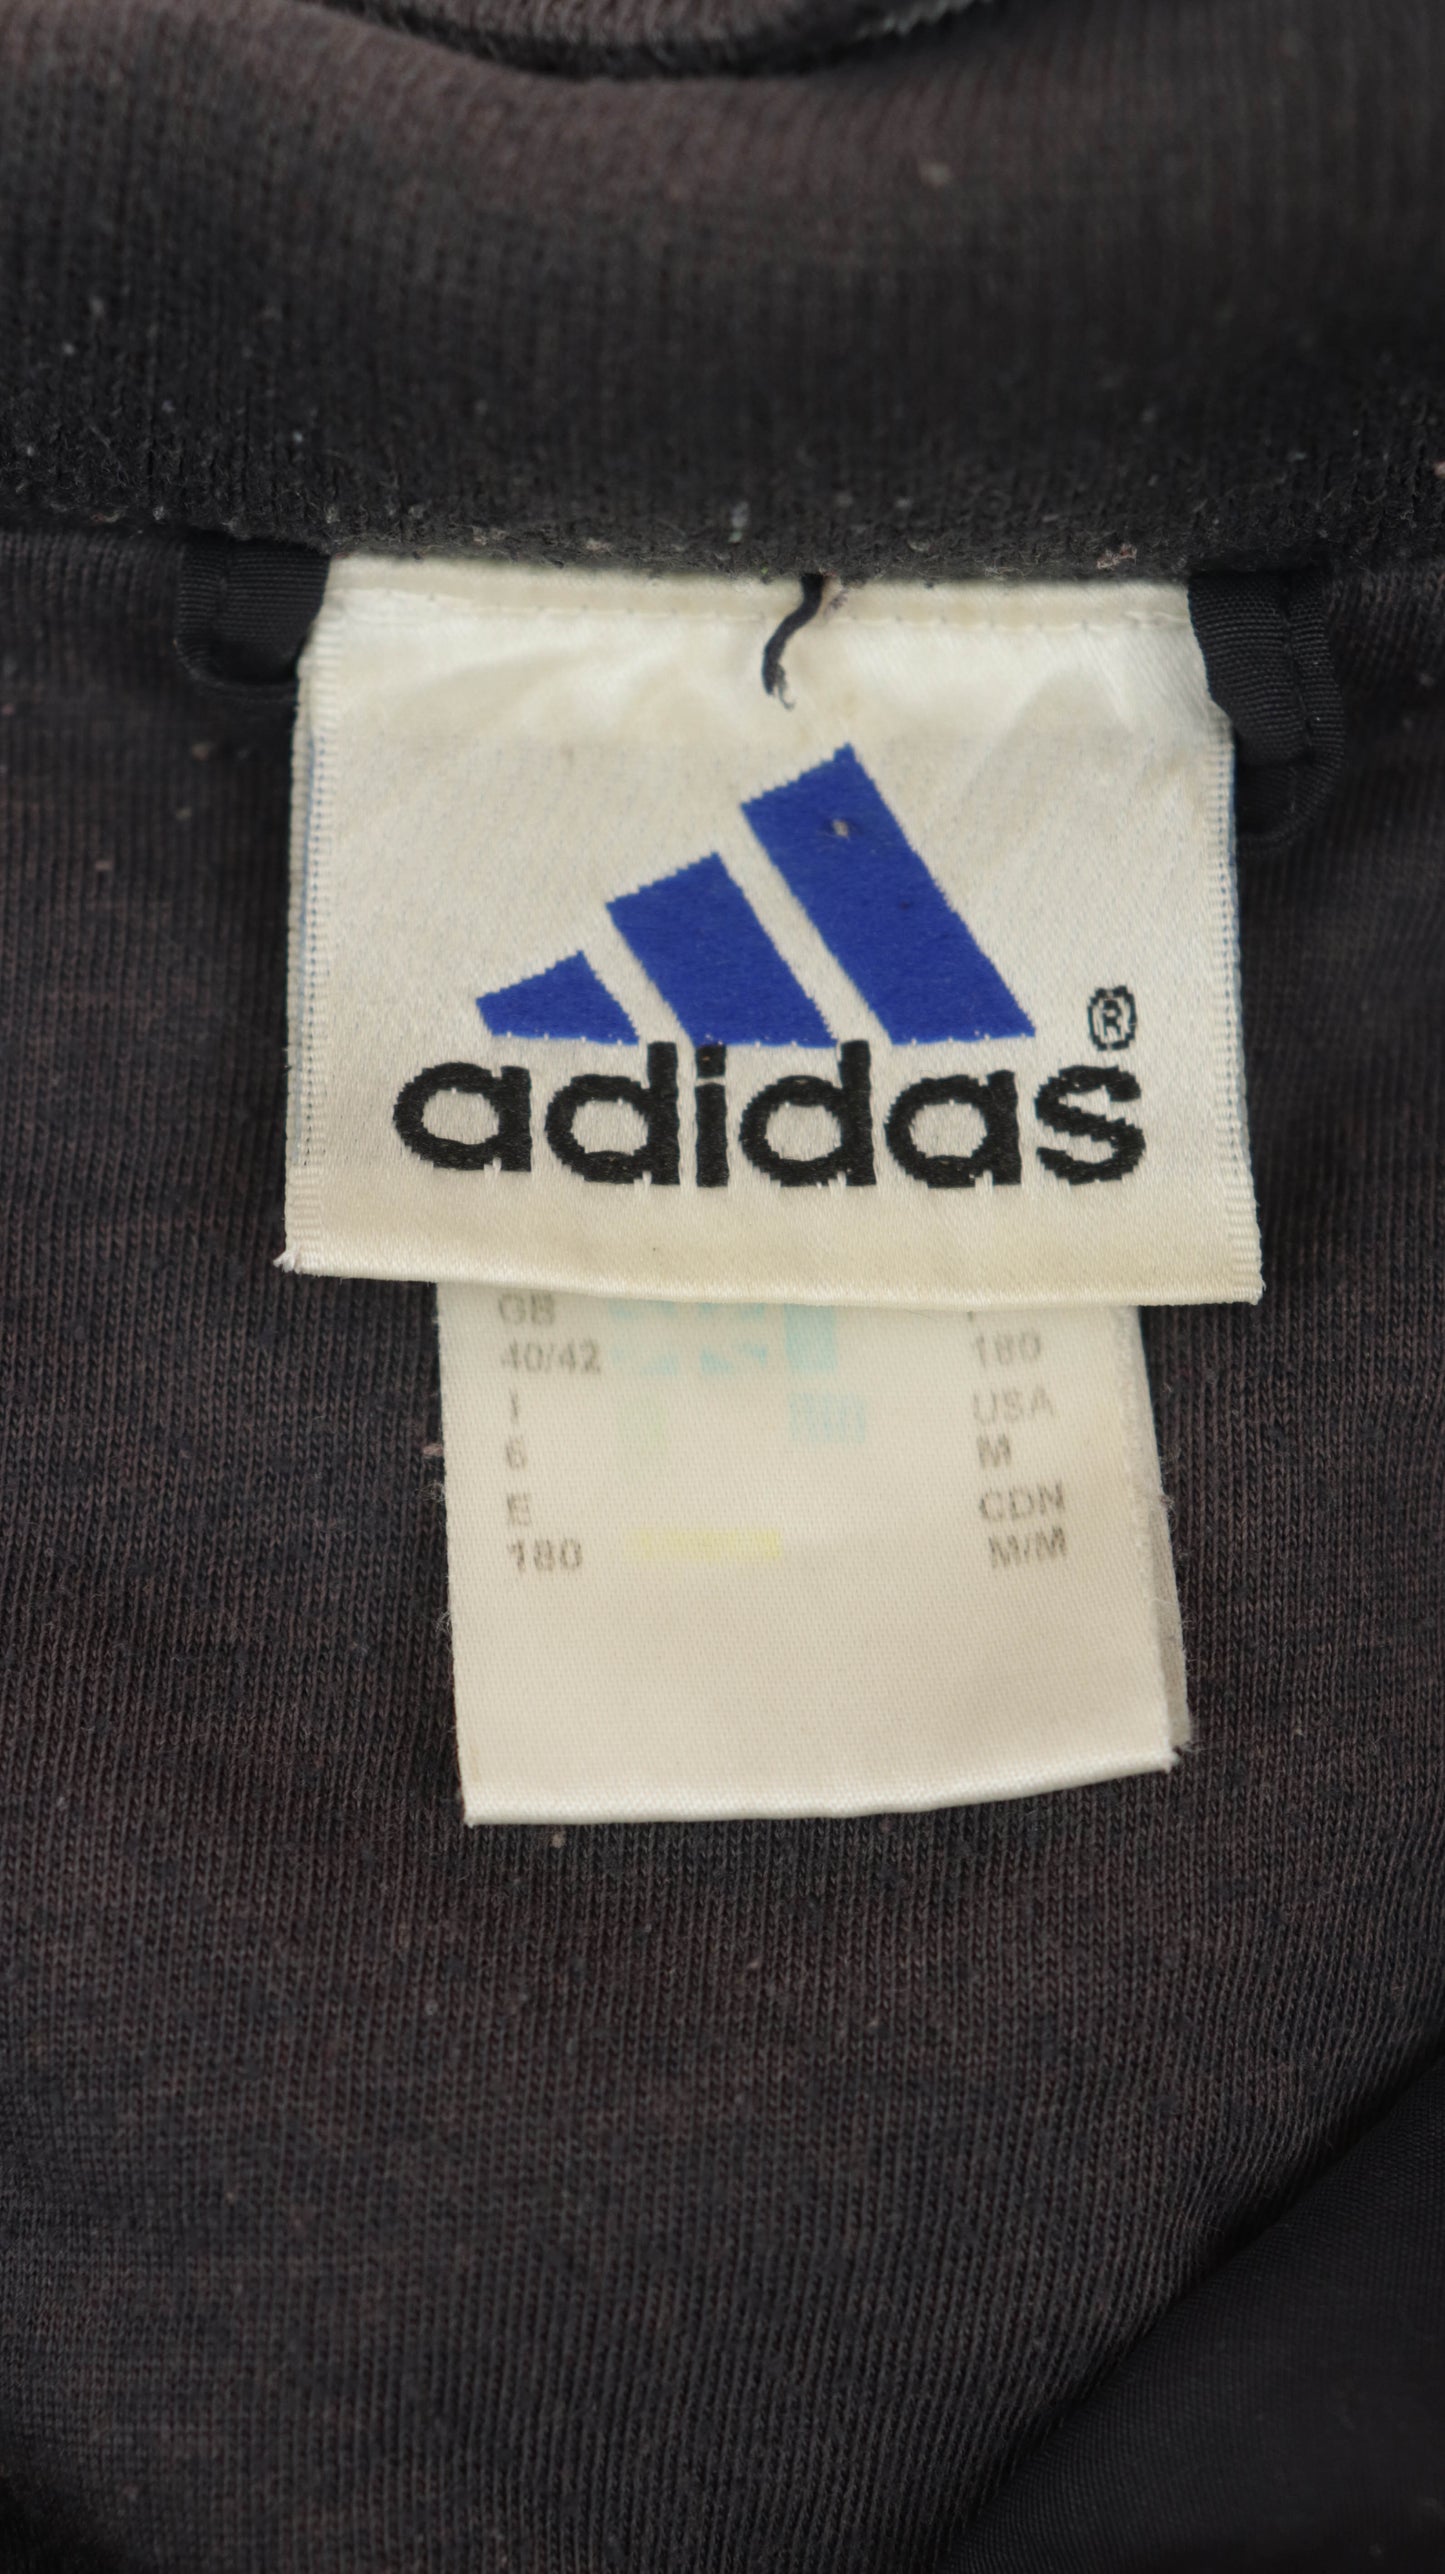 adidas®
GB
40/42 180
I USA
6 M
E CDN
180 M/M